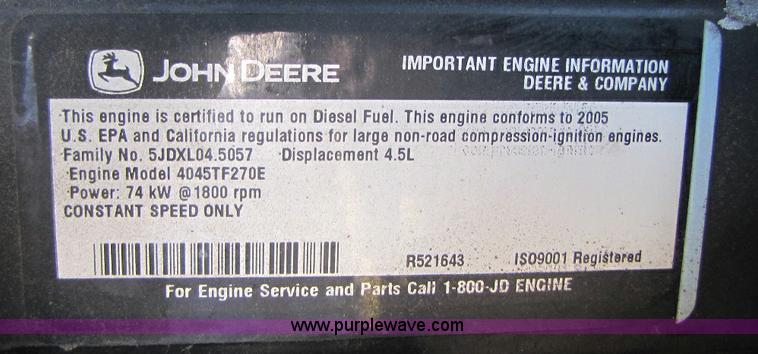 JOHN DEERE
IMPORTANT ENGINE INFORMATION
DEERE & COMPANY
This engine is certified to run on Diesel Fuel. This engine conforms to 2005
U.S. EPA and California regulations for large non-road compression-ignition engines.
Family No. 5JDXL04.5057 Displacement 4.5L
Engine Model 4045TF270E
Power: 74 kW @ 1800 rpm
CONSTANT SPEED ONLY
R521643 ISO9001 Registered
For Engine Service and Parts Call 1-800-JD ENGINE
www.purplewave.com